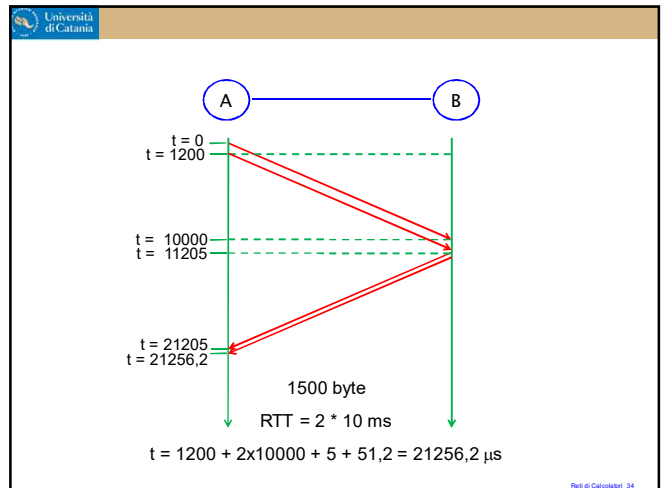 Università
di Catania
A
B
t = 0
t = 1200
t = 10000
t = 11205
t = 21205
t = 21256,2
1500 byte
RTT = 2 * 10 ms
t = 1200 + 2x10000 + 5 + 51,2 = 21256,2 μs
Reti di Calcolatori 34